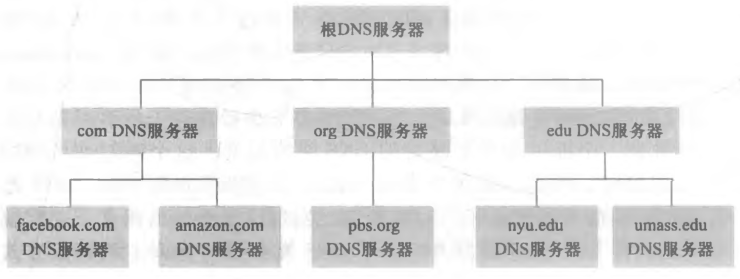 根DNS服务器
com DNS服务器
org DNS服务器
edu DNS服务器
facebook.com
DNS服务器
amazon.com
DNS服务器
pbs.org
DNS服务器
nyu.edu
DNS服务器
umass.edu
DNS服务器